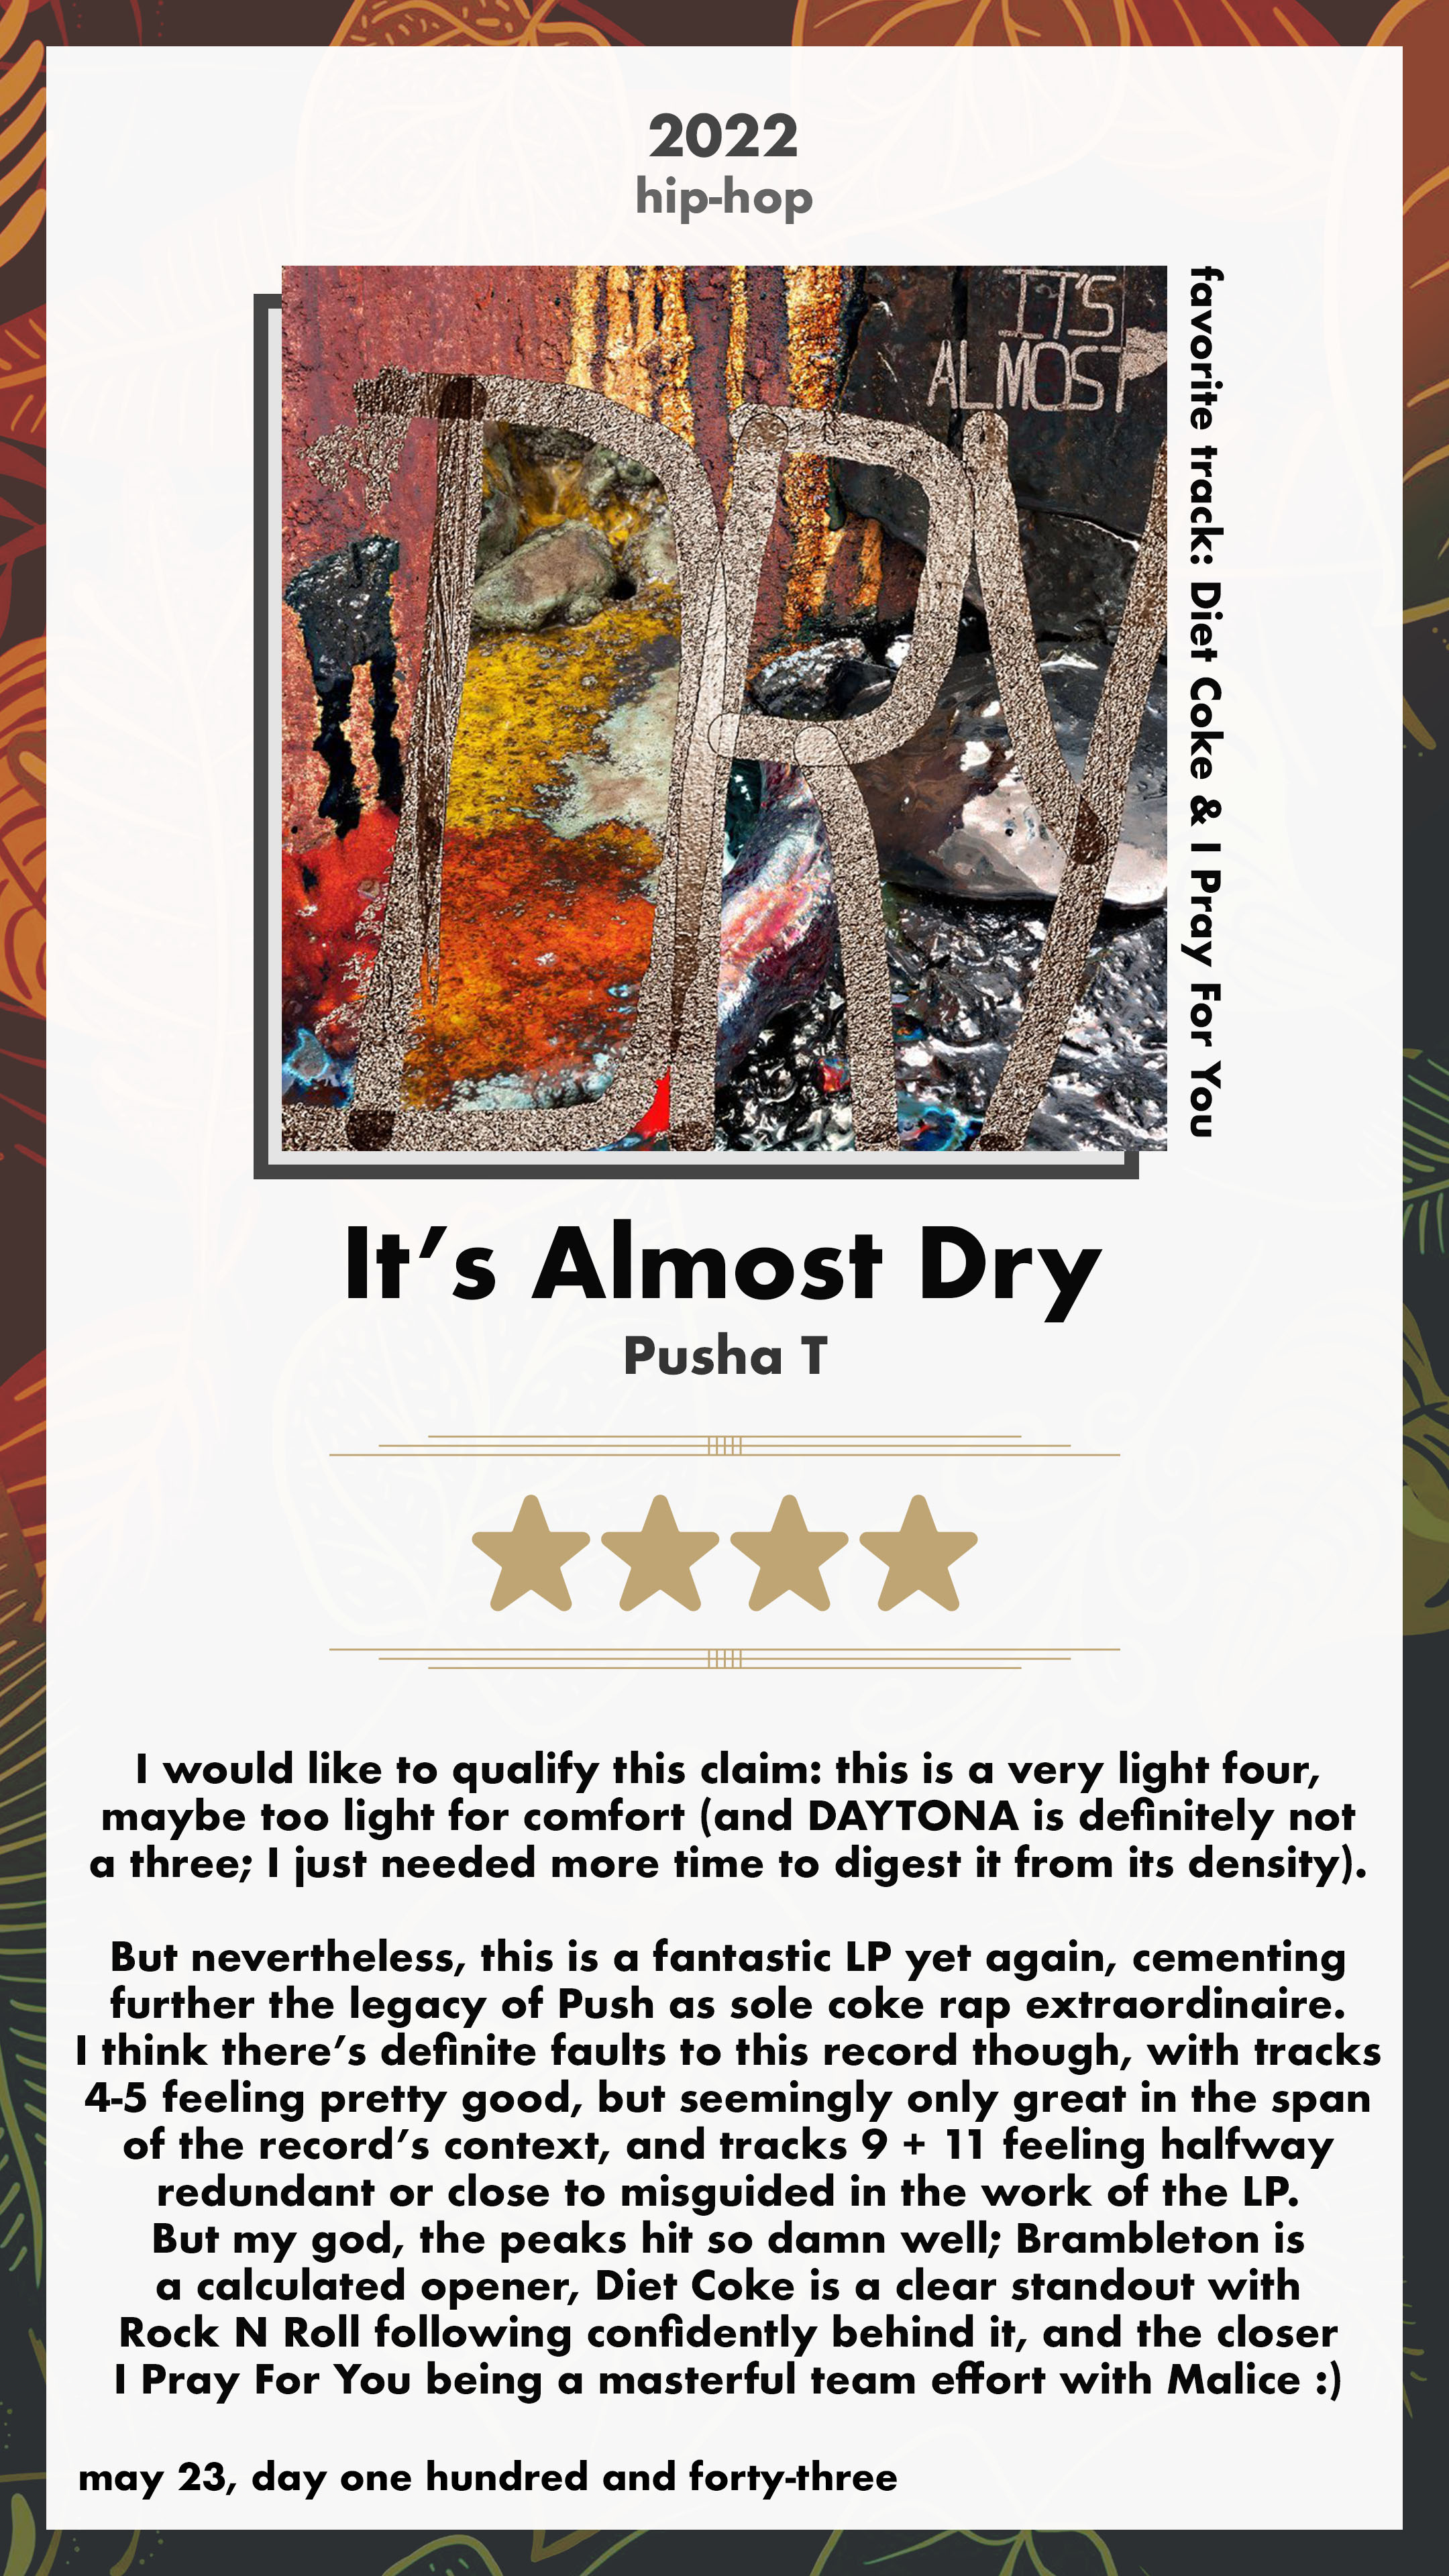 2022
hip-hop
IT'S
ALMOST
DRY
favorite track: Diet Coke & I Pray For You
It’s Almost Dry
Pusha T
I would like to qualify this claim: this is a very light four,
maybe too light for comfort (and DAYTONA is definitely not
a three; I just needed more time to digest it from its density).
But nevertheless, this is a fantastic LP yet again, cementing
further the legacy of Push as sole coke rap extraordinaire.
I think there’s definite faults to this record though, with tracks
4-5 feeling pretty good, but seemingly only great in the span
of the record’s context, and tracks 9 + 11 feeling halfway
redundant or close to misguided in the work of the LP.
But my god, the peaks hit so damn well; Brambleton is
a calculated opener, Diet Coke is a clear standout with
Rock N Roll following confidently behind it, and the closer
I Pray For You being a masterful team effort with Malice :)
may 23, day one hundred and forty-three